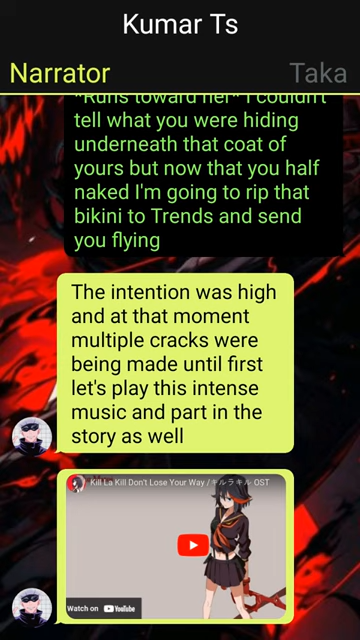 Kumar Ts
Narrator
Taka
*Runs toward her* I couldn't
tell what you were hiding
underneath that coat of
yours but now that you half
naked I'm going to rip that
bikini to Trends and send
you flying
The intention was high
and at that moment
multiple cracks were
being made until first
let's play this intense
music and part in the
story as well
Kill La Kill Don't Lose Your Way / キルラキル OST
Watch on YouTube